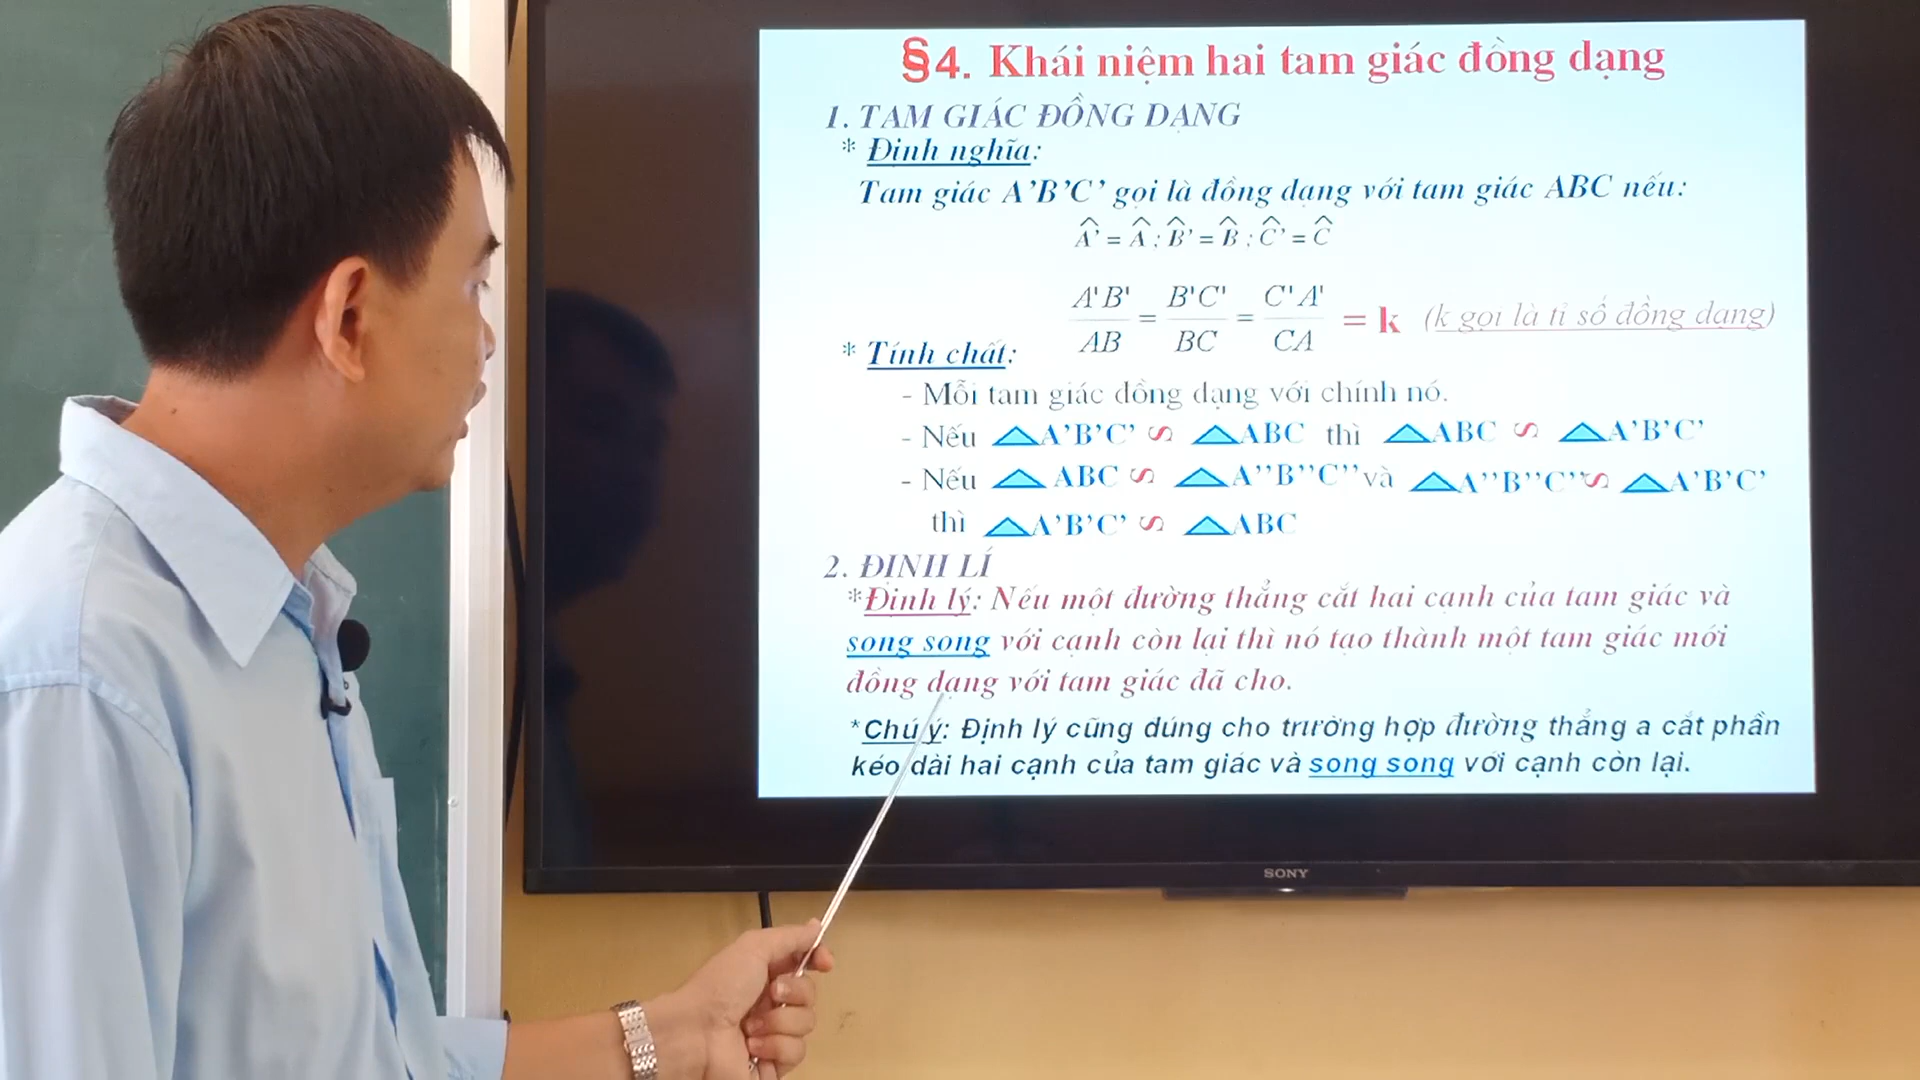 §4. Khái niệm hai tam giác đồng dạng
1. TAM GIÁC ĐỒNG DẠNG
* Định nghĩa:
Tam giác A’B’C’ gọi là đồng dạng với tam giác ABC nếu:
Â’ = Â ; B̂’ = B̂ ; Ĉ’ = Ĉ
A'B'/AB = B'C'/BC = C'A'/CA = k (k gọi là tỉ số đồng dạng)
* Tính chất:
- Mỗi tam giác đồng dạng với chính nó.
- Nếu △A’B’C’ ∽ △ABC thì △ABC ∽ △A’B’C’
- Nếu △ABC ∽ △A’’B’’C’’ và △A’’B’’C’’ ∽ △A’B’C’
thì △A’B’C’ ∽ △ABC
2. ĐỊNH LÍ
*Định lý: Nếu một đường thẳng cắt hai cạnh của tam giác và
song song với cạnh còn lại thì nó tạo thành một tam giác mới
đồng dạng với tam giác đã cho.
*Chú ý: Định lý cũng đúng cho trường hợp đường thẳng a cắt phần
kéo dài hai cạnh của tam giác và song song với cạnh còn lại.
SONY